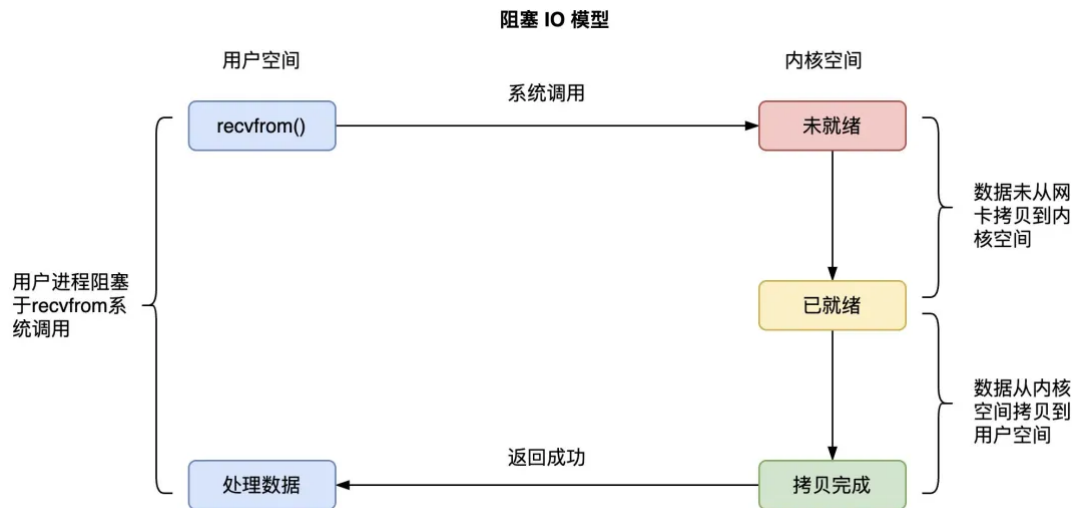 阻塞 IO 模型
用户空间
内核空间
系统调用
recvfrom()
未就绪
数据未从网
卡拷贝到内
核空间
用户进程阻塞
于recvfrom系
统调用
已就绪
数据从内核
空间拷贝到
用户空间
返回成功
处理数据
拷贝完成